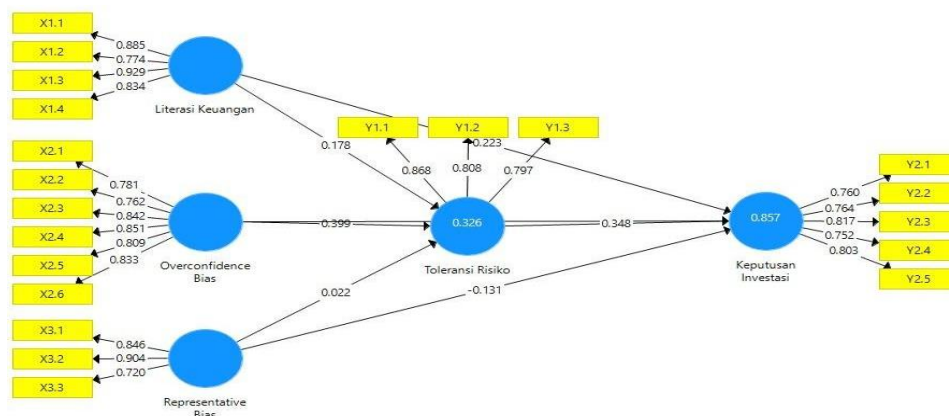 X1.1
X1.2
X1.3
X1.4
0.885
0.774
0.929
0.834
Literasi Keuangan
X2.1
X2.2
X2.3
X2.4
X2.5
X2.6
0.781
0.762
0.842
0.851
0.809
0.833
Overconfidence
Bias
X3.1
X3.2
X3.3
0.846
0.904
0.720
Representative
Bias
0.178
0.399
0.022
Y1.1
Y1.2
Y1.3
0.868
0.808
0.797
0.326
Toleransi Risiko
0.223
0.348
-0.131
0.857
Keputusan
Investasi
0.760
0.764
0.817
0.752
0.803
Y2.1
Y2.2
Y2.3
Y2.4
Y2.5